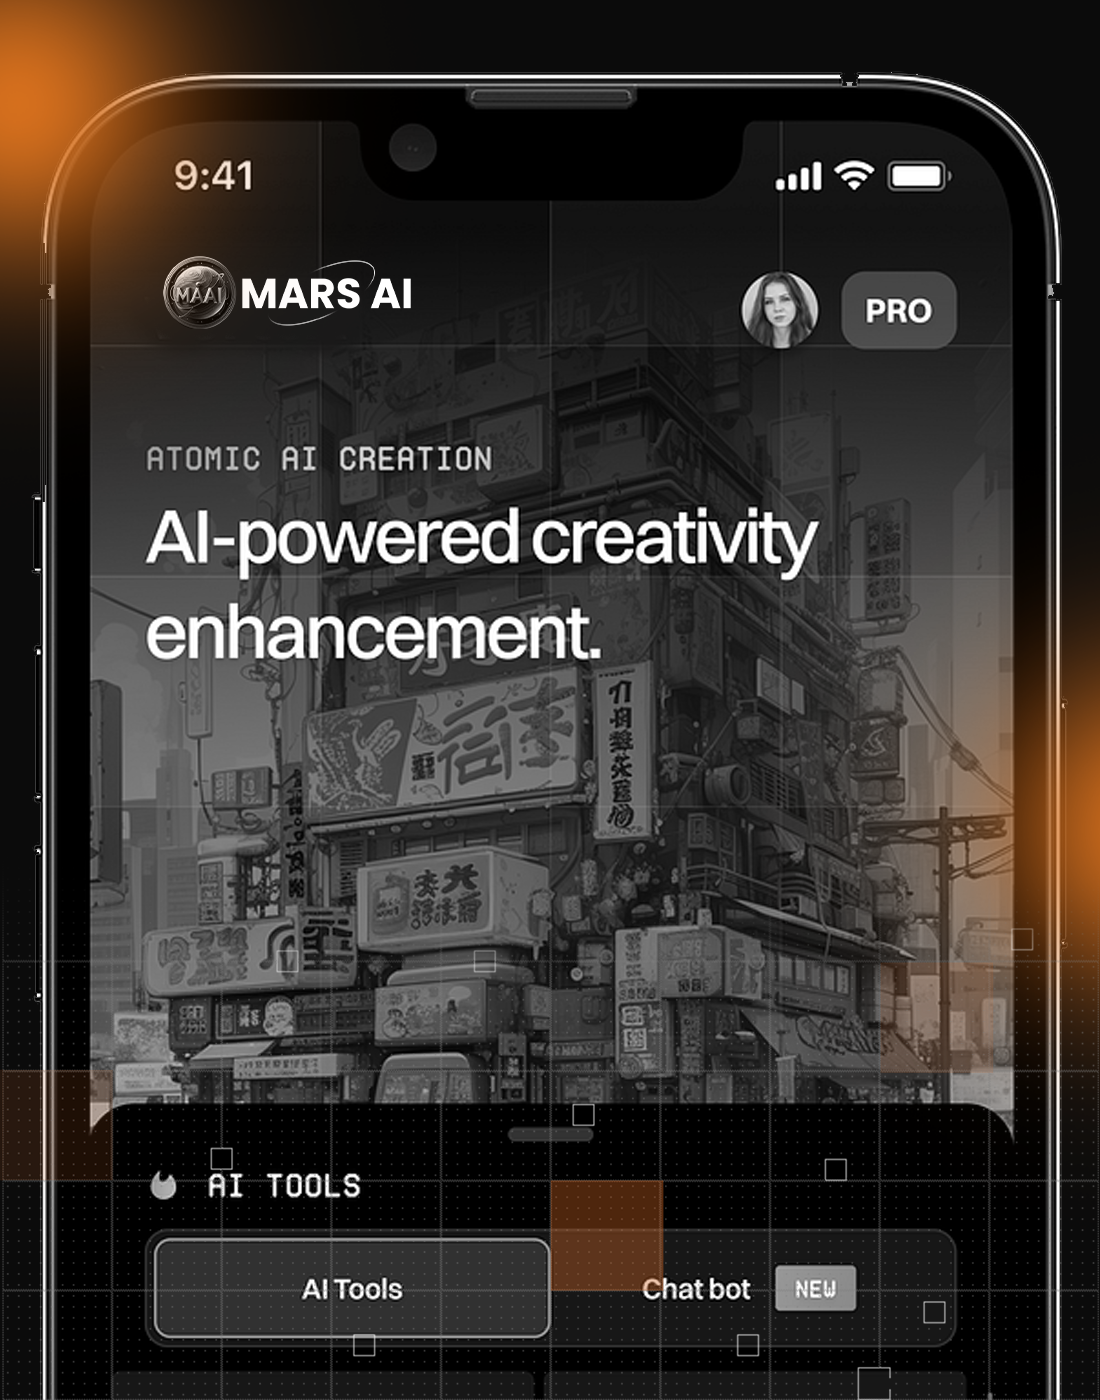 9:41
MAAI
MARS AI
PRO
ATOMIC AI CREATION
AI-powered creativity
enhancement.
AI TOOLS
AI Tools
Chat bot
NEW